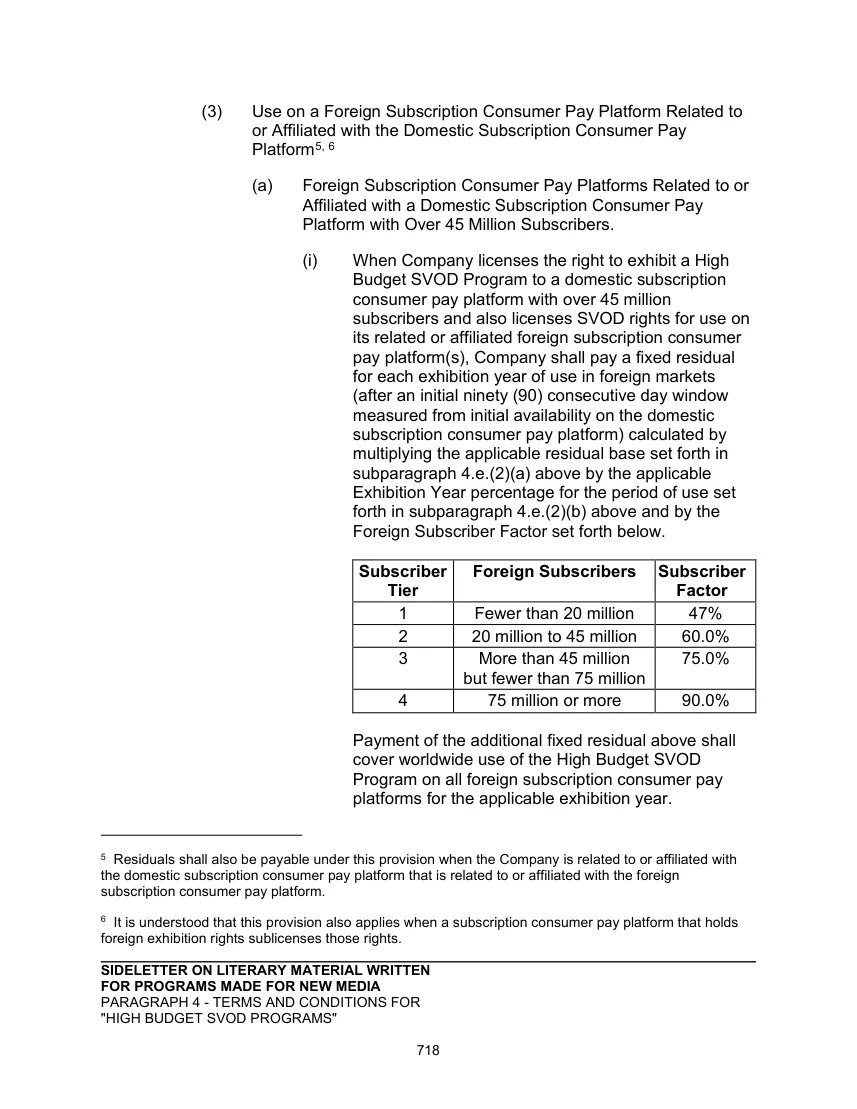 (3) Use on a Foreign Subscription Consumer Pay Platform Related to
or Affiliated with the Domestic Subscription Consumer Pay
Platform5, 6
(a) Foreign Subscription Consumer Pay Platforms Related to or
Affiliated with a Domestic Subscription Consumer Pay
Platform with Over 45 Million Subscribers.
(i) When Company licenses the right to exhibit a High
Budget SVOD Program to a domestic subscription
consumer pay platform with over 45 million
subscribers and also licenses SVOD rights for use on
its related or affiliated foreign subscription consumer
pay platform(s), Company shall pay a fixed residual
for each exhibition year of use in foreign markets
(after an initial ninety (90) consecutive day window
measured from initial availability on the domestic
subscription consumer pay platform) calculated by
multiplying the applicable residual base set forth in
subparagraph 4.e.(2)(a) above by the applicable
Exhibition Year percentage for the period of use set
forth in subparagraph 4.e.(2)(b) above and by the
Foreign Subscriber Factor set forth below.
Subscriber Foreign Subscribers Subscriber
Tier Factor
1 Fewer than 20 million 47%
2 20 million to 45 million 60.0%
3 More than 45 million 75.0%
but fewer than 75 million
4 75 million or more 90.0%
Payment of the additional fixed residual above shall
cover worldwide use of the High Budget SVOD
Program on all foreign subscription consumer pay
platforms for the applicable exhibition year.
5 Residuals shall also be payable under this provision when the Company is related to or affiliated with
the domestic subscription consumer pay platform that is related to or affiliated with the foreign
subscription consumer pay platform.
6 It is understood that this provision also applies when a subscription consumer pay platform that holds
foreign exhibition rights sublicenses those rights.
SIDELETTER ON LITERARY MATERIAL WRITTEN
FOR PROGRAMS MADE FOR NEW MEDIA
PARAGRAPH 4 - TERMS AND CONDITIONS FOR
"HIGH BUDGET SVOD PROGRAMS"
718